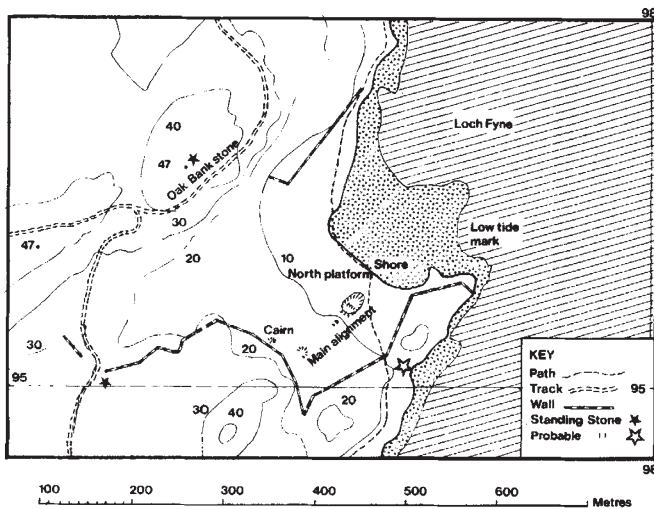 98
40
Loch Fyne
47
Oak Bank stone
30
47
20
10
Low tide
mark
Shore
North platform
Cairn
Main alignment
30
20
95
30
40
20
KEY
Path
Track
95
Wall
Standing Stone
Probable " "
98
100 200 300 400 500 600
Metres